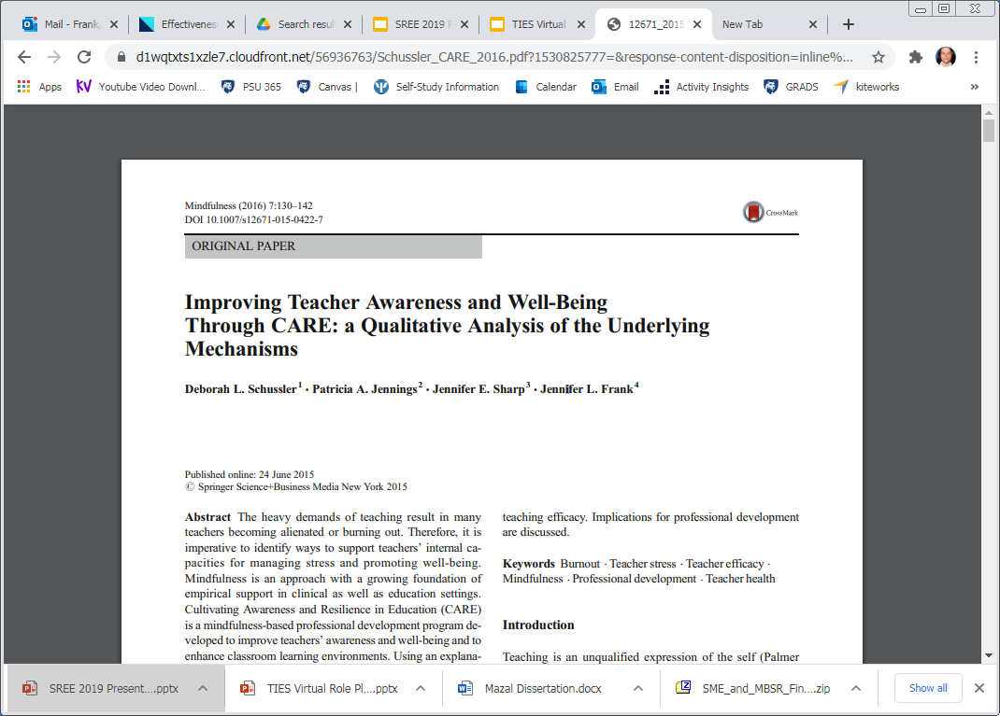 Mail - Frank,
Effectiveness
Search resul
SREE 2019 P
TIES Virtual
12671_2015
New Tab
d1wqtxts1xzle7.cloudfront.net/56936763/Schussler_CARE_2016.pdf?1530825777=&response-content-disposition=inline%...
Apps
Youtube Video Downl...
PSU 365
Canvas |
Self-Study Information
Calendar
Email
Activity Insights
GRADS
kiteworks
»
Mindfulness (2016) 7:130–142
DOI 10.1007/s12671-015-0422-7
CrossMark
ORIGINAL PAPER
Improving Teacher Awareness and Well-Being
Through CARE: a Qualitative Analysis of the Underlying
Mechanisms
Deborah L. Schussler1 · Patricia A. Jennings2 · Jennifer E. Sharp3 · Jennifer L. Frank4
Published online: 24 June 2015
© Springer Science+Business Media New York 2015
Abstract The heavy demands of teaching result in many
teachers becoming alienated or burning out. Therefore, it is
imperative to identify ways to support teachers' internal ca-
pacities for managing stress and promoting well-being.
Mindfulness is an approach with a growing foundation of
empirical support in clinical as well as education settings.
Cultivating Awareness and Resilience in Education (CARE)
is a mindfulness-based professional development program de-
veloped to improve teachers' awareness and well-being and to
enhance classroom learning environments. Using an explana-
teaching efficacy. Implications for professional development
are discussed.
Keywords Burnout · Teacher stress · Teacher efficacy ·
Mindfulness · Professional development · Teacher health
Introduction
Teaching is an unqualified expression of the self (Palmer
SREE 2019 Present....pptx
TIES Virtual Role Pl....pptx
Mazal Dissertation.docx
SME_and_MBSR_Fin....zip
Show all